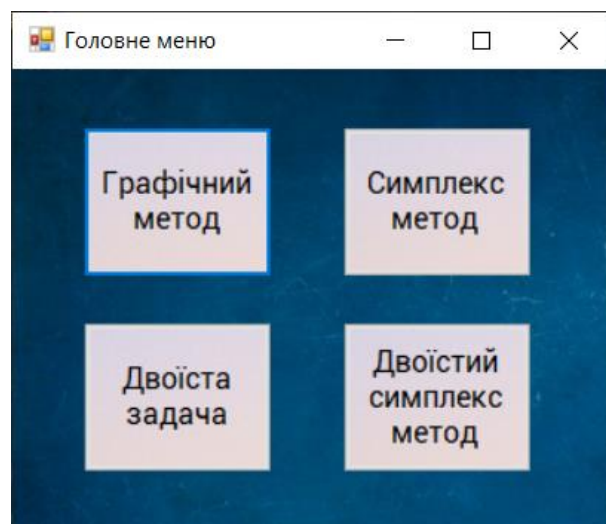 Головне меню
Графічний
метод
Симплекс
метод
Двоїста
задача
Двоїстий
симплекс
метод